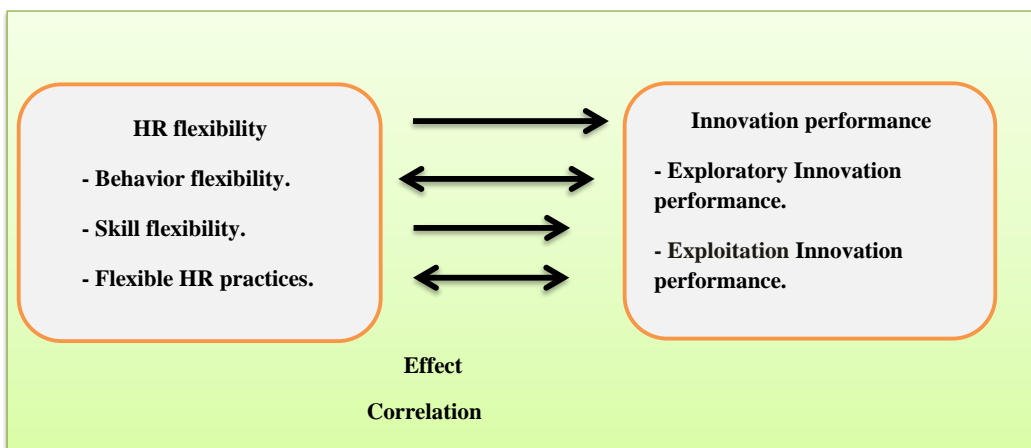 HR flexibility
- Behavior flexibility.
- Skill flexibility.
- Flexible HR practices.
Innovation performance
- Exploratory Innovation
performance.
- Exploitation Innovation
performance.
Effect
Correlation